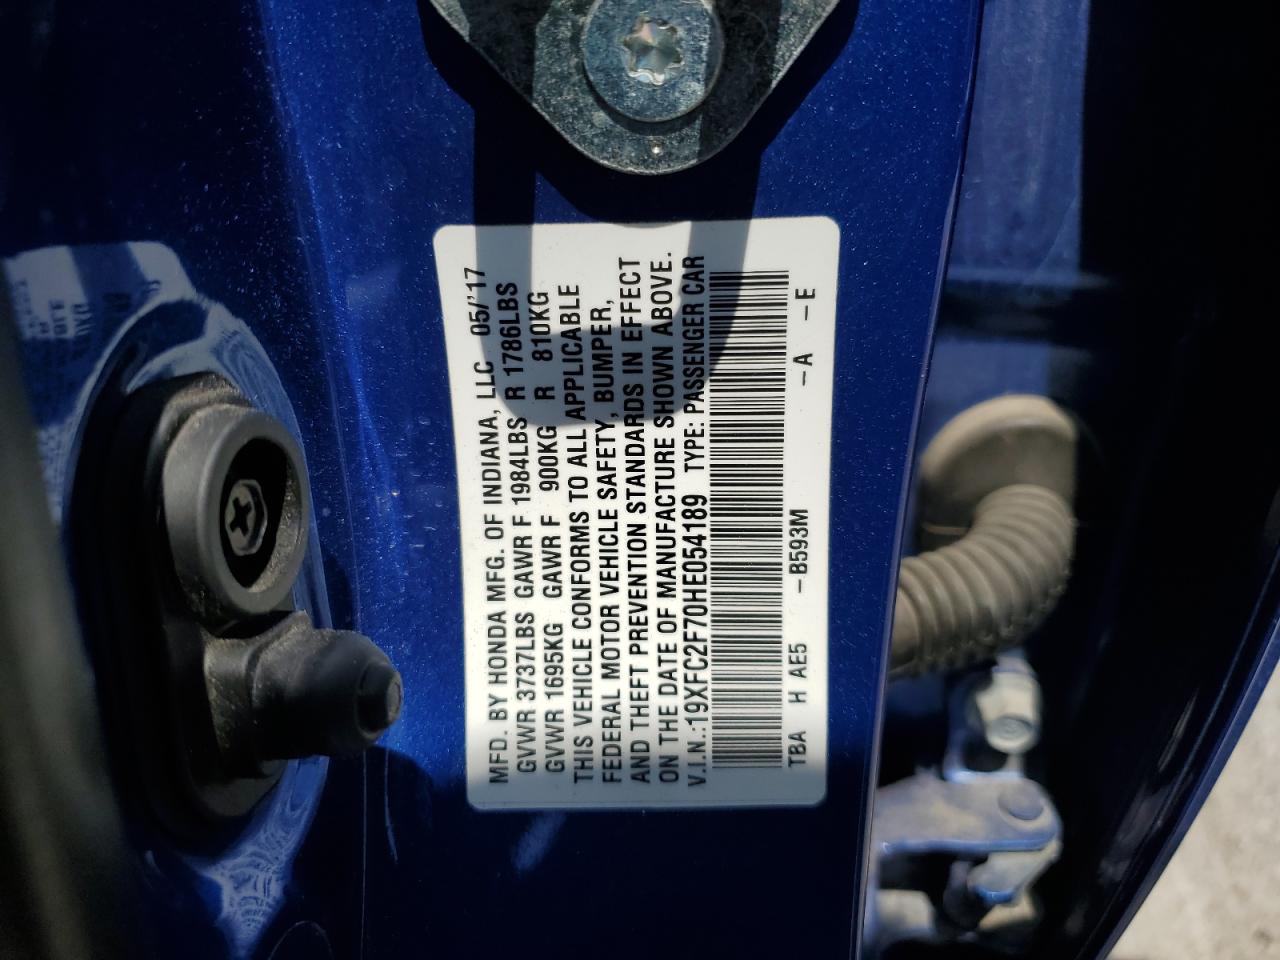 MFD. BY HONDA MFG. OF INDIANA, LLC 05/'17
GVWR 3737LBS GAWR F 1984LBS R 1786LBS
GVWR 1695KG GAWR F 900KG R 810KG
THIS VEHICLE CONFORMS TO ALL APPLICABLE
FEDERAL MOTOR VEHICLE SAFETY, BUMPER,
AND THEFT PREVENTION STANDARDS IN EFFECT
ON THE DATE OF MANUFACTURE SHOWN ABOVE.
V.I.N.:19XFC2F70HE054189 TYPE: PASSENGER CAR
TBA H AE5 -B593M -A -E